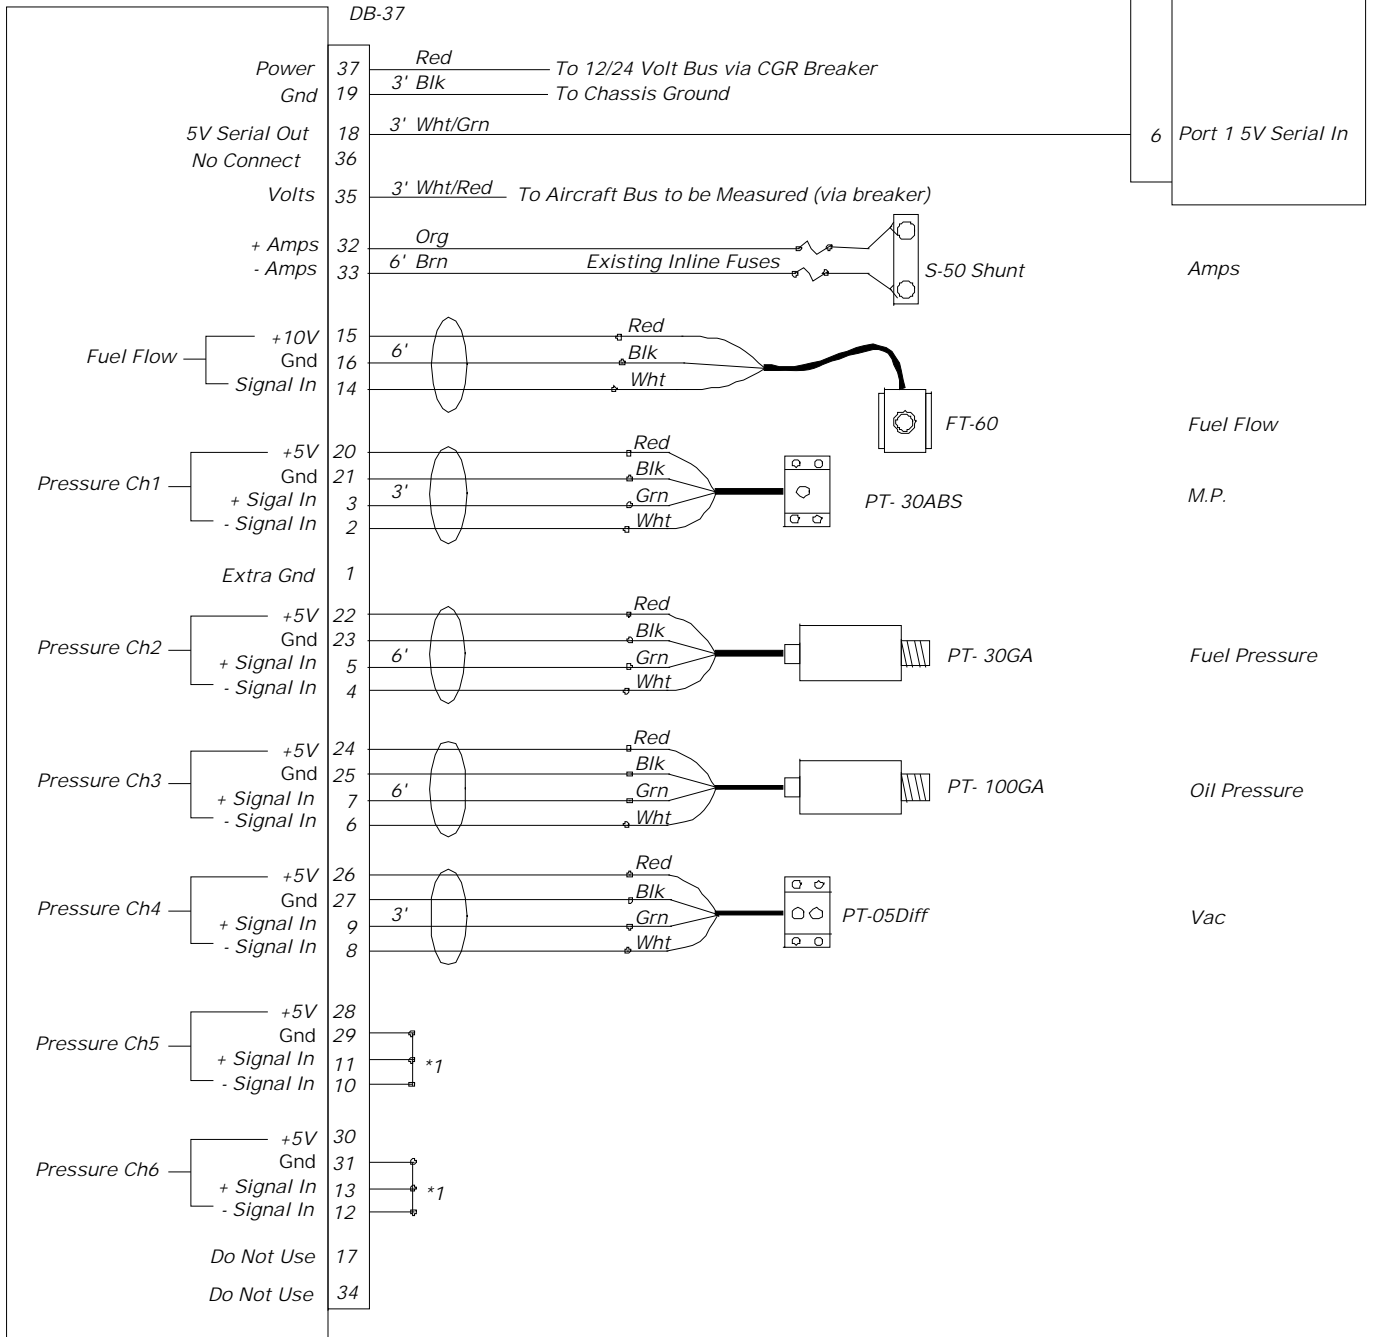 DB-37
Power 37 Red To 12/24 Volt Bus via CGR Breaker
Gnd 19 3' Blk To Chassis Ground
5V Serial Out 18 3' Wht/Grn 6 Port 1 5V Serial In
No Connect 36
Volts 35 3' Wht/Red To Aircraft Bus to be Measured (via breaker)
+ Amps 32 Org
- Amps 33 6' Brn Existing Inline Fuses S-50 Shunt Amps
+10V 15 Red
Fuel Flow Gnd 16 6' Blk
Signal In 14 Wht
FT-60 Fuel Flow
+5V 20 Red
Gnd 21 Blk
Pressure Ch1 + Sigal In 3 3' Grn PT- 30ABS M.P.
- Signal In 2 Wht
Extra Gnd 1
+5V 22 Red
Gnd 23 Blk
Pressure Ch2 + Signal In 5 6' Grn PT- 30GA Fuel Pressure
- Signal In 4 Wht
+5V 24 Red
Gnd 25 Blk
Pressure Ch3 + Signal In 7 6' Grn PT- 100GA Oil Pressure
- Signal In 6 Wht
+5V 26 Red
Gnd 27 Blk
Pressure Ch4 + Signal In 9 3' Grn PT-05Diff Vac
- Signal In 8 Wht
+5V 28
Gnd 29
Pressure Ch5 + Signal In 11 *1
- Signal In 10
+5V 30
Gnd 31
Pressure Ch6 + Signal In 13 *1
- Signal In 12
Do Not Use 17
Do Not Use 34